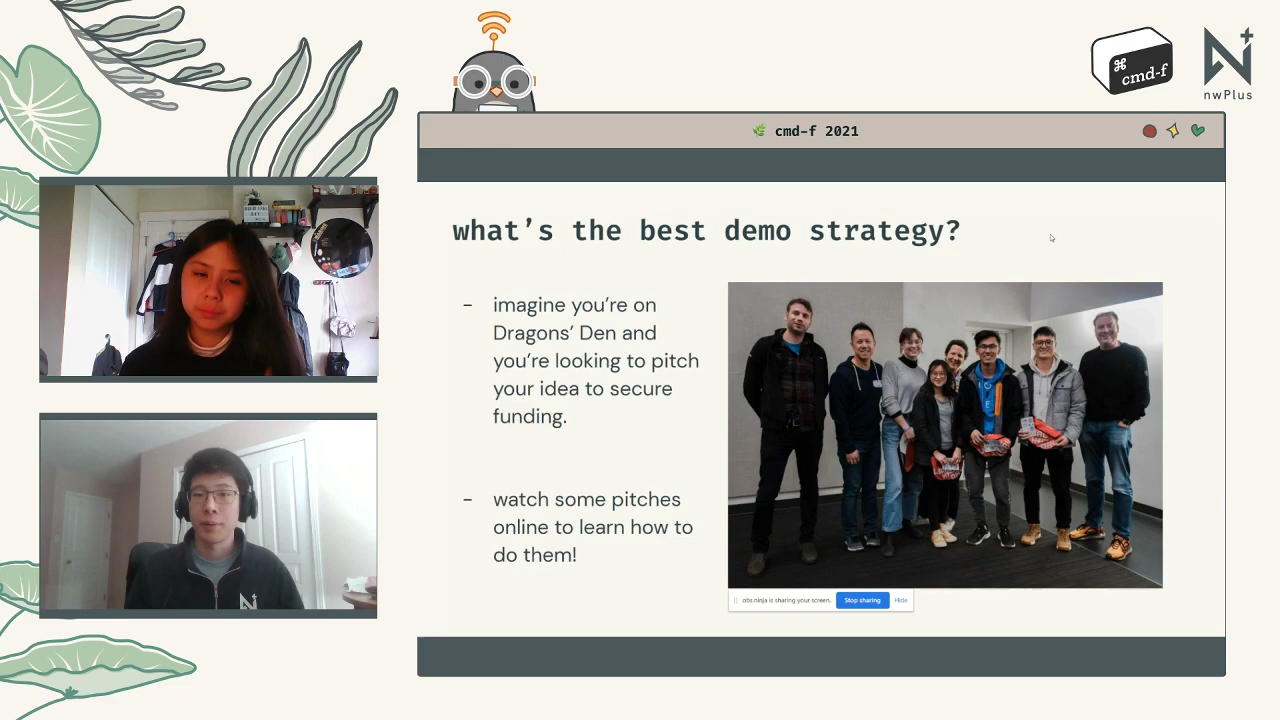 cmd-f
nwPlus
cmd-f 2021
what's the best demo strategy?
- imagine you're on
Dragons' Den and
you're looking to pitch
your idea to secure
funding.
- watch some pitches
online to learn how to
do them!
obs.ninja is sharing your screen.
Stop sharing
Hide